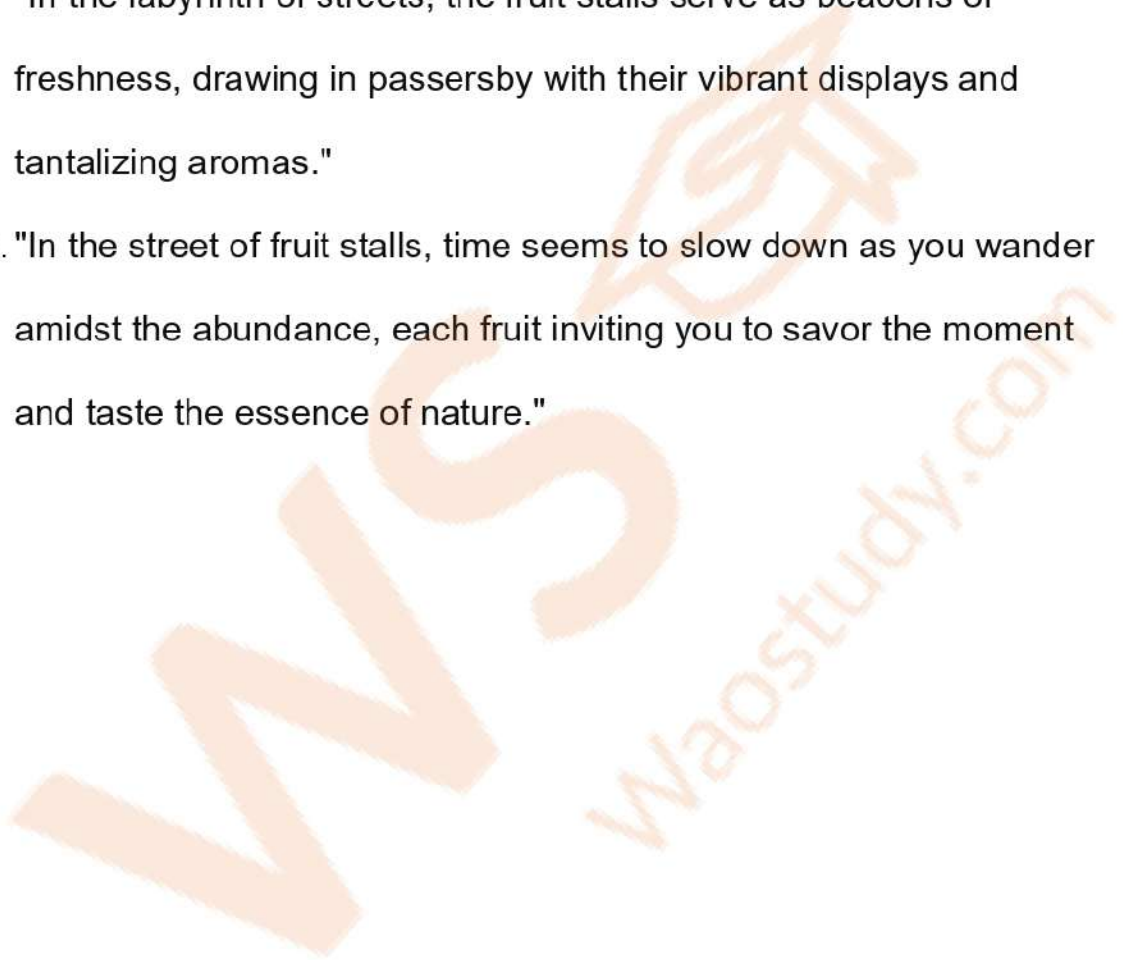 "In the labyrinth of streets, the fruit stalls serve as beacons of
freshness, drawing in passersby with their vibrant displays and
tantalizing aromas."
. "In the street of fruit stalls, time seems to slow down as you wander
amidst the abundance, each fruit inviting you to savor the moment
and taste the essence of nature."
WS
Waostudy.com